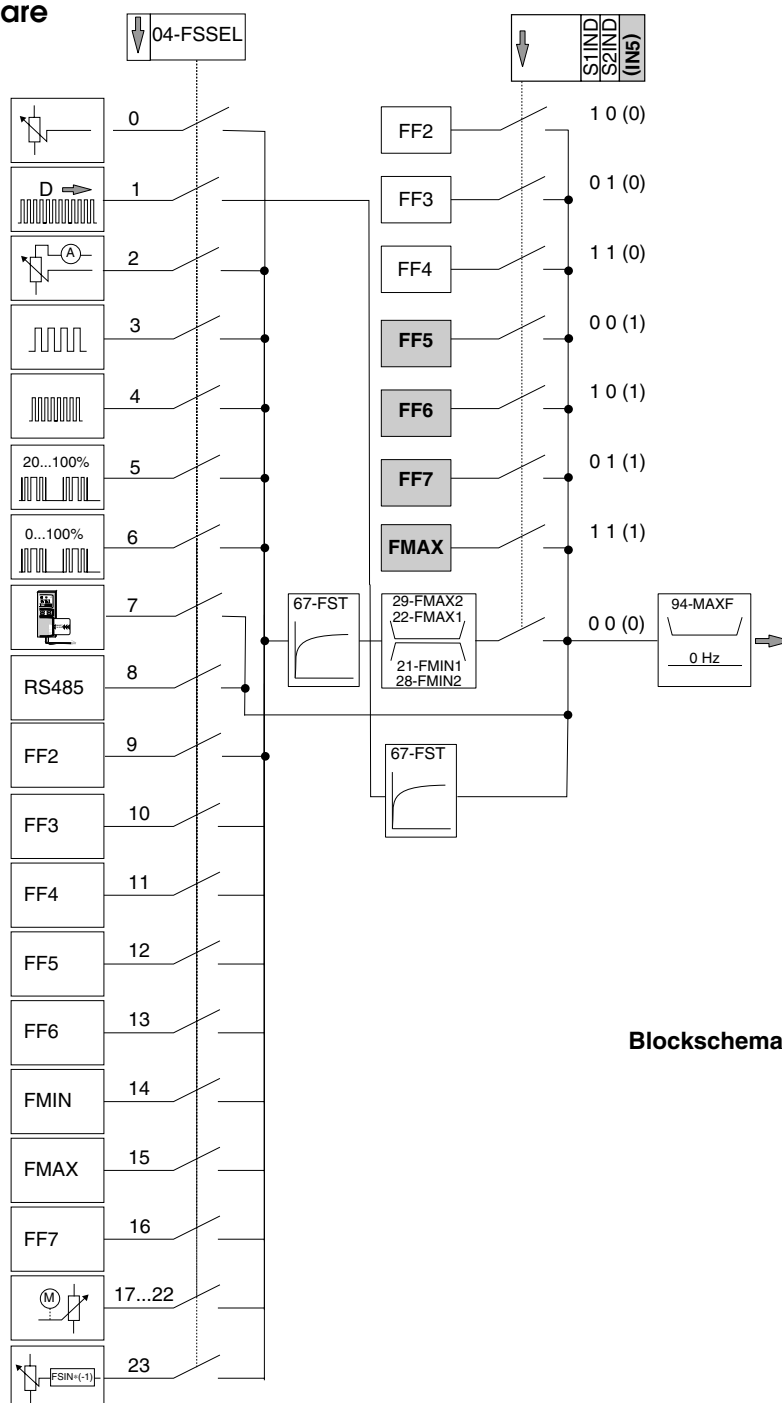 are
04-FSSEL
S1IND
S2IND
(IN5)
0
FF2
1 0 (0)
D
1
FF3
0 1 (0)
A
2
FF4
1 1 (0)
3
FF5
0 0 (1)
4
FF6
1 0 (1)
20...100%
5
FF7
0 1 (1)
0...100%
6
FMAX
1 1 (1)
7
67-FST
29-FMAX2
22-FMAX1
21-FMIN1
28-FMIN2
0 0 (0)
94-MAXF
0 Hz
RS485
8
FF2
9
67-FST
FF3
10
FF4
11
FF5
12
FF6
13
Blockschema
FMIN
14
FMAX
15
FF7
16
M
17...22
FSIN*(-1)
23